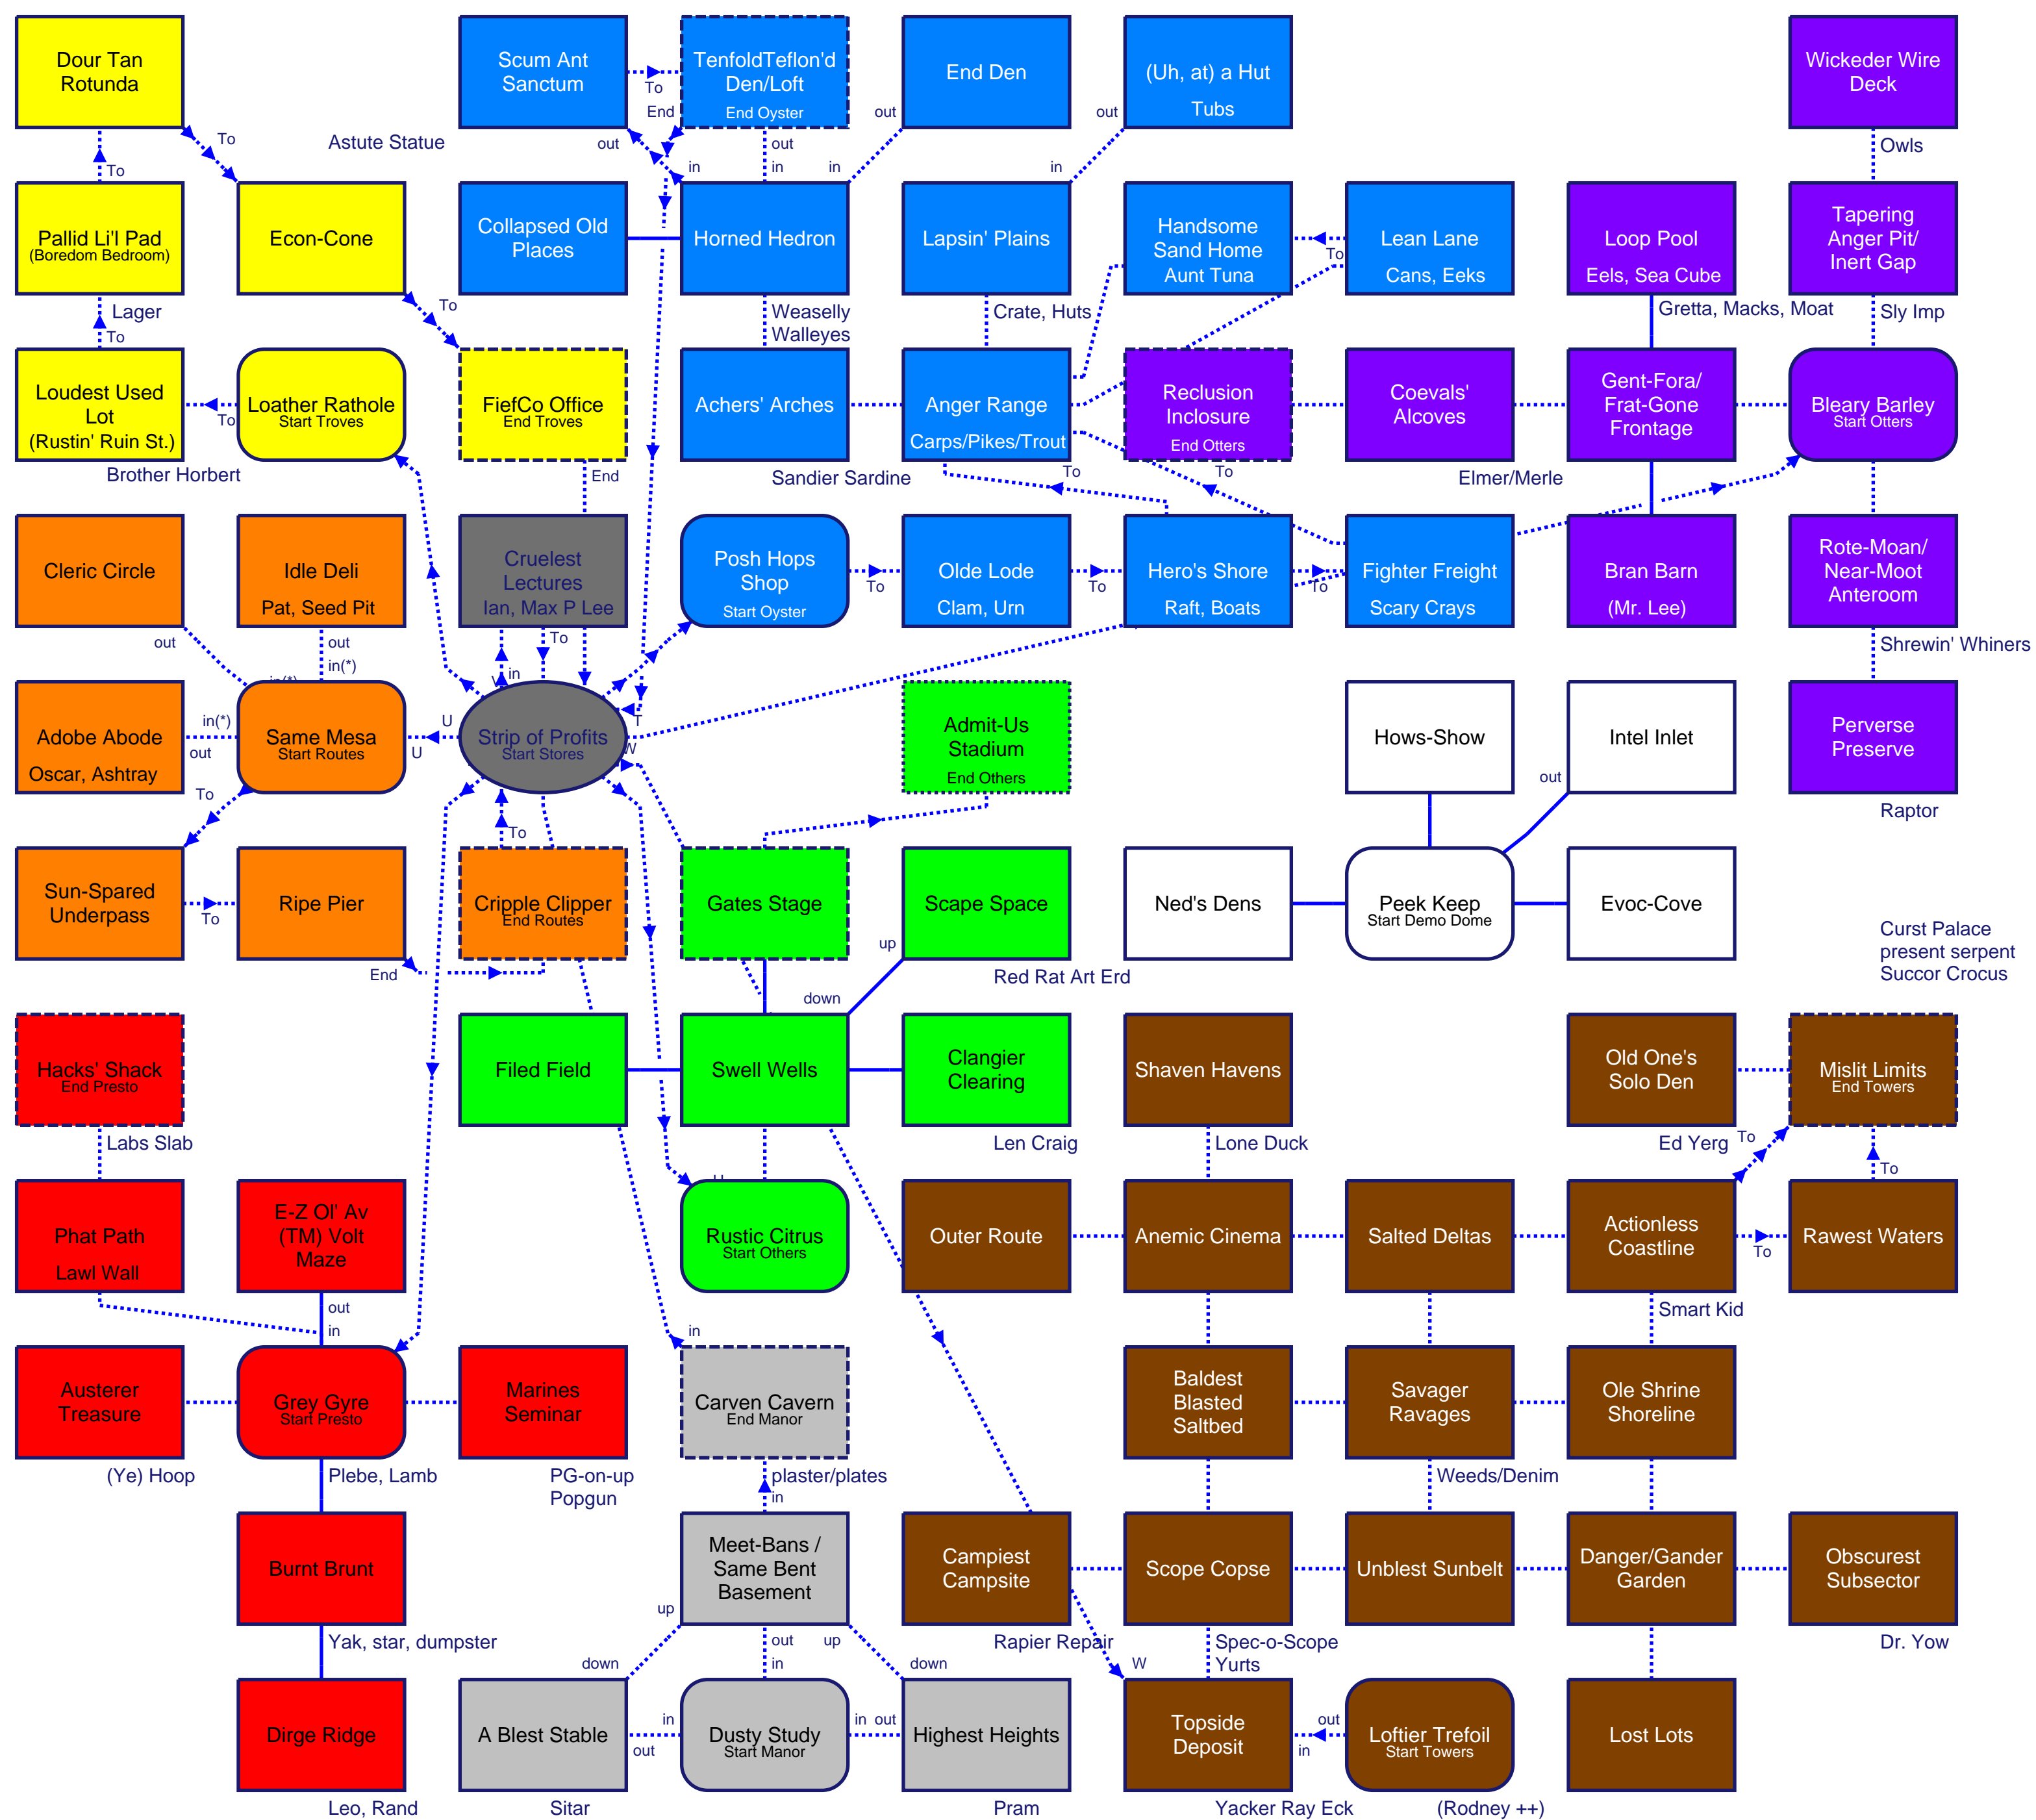 Dour Tan
Rotunda
Scum Ant
Sanctum
To
TenfoldTeflon'd
Den/Loft
End Oyster
End
End Den
(Uh, at) a Hut
Tubs
Wickeder Wire
Deck
To
Astute Statue
out
in
out
in
out
in
out
in
Owls
To
Pallid Li'l Pad
(Boredom Bedroom)
Econ-Cone
Collapsed Old
Places
Horned Hedron
Lapsin' Plains
Handsome
Sand Home
Aunt Tuna
To
Lean Lane
Cans, Eeks
Loop Pool
Eels, Sea Cube
Tapering
Anger Pit/
Inert Gap
Lager
To
To
Weaselly
Walleyes
Crate, Huts
Gretta, Macks, Moat
Sly Imp
Loudest Used
Lot
(Rustin' Ruin St.)
To
Loather Rathole
Start Troves
FiefCo Office
End Troves
Achers' Arches
Anger Range
Carps/Pikes/Trout
Reclusion
Inclosure
End Otters
Coevals'
Alcoves
Gent-Fora/
Frat-Gone
Frontage
Bleary Barley
Start Otters
Brother Horbert
End
Sandier Sardine
To
To
Elmer/Merle
Cleric Circle
Idle Deli
Pat, Seed Pit
Cruelest
Lectures
Ian, Max P Lee
Posh Hops
Shop
Start Oyster
To
Olde Lode
Clam, Urn
To
Hero's Shore
Raft, Boats
To
Fighter Freight
Scary Crays
Bran Barn
(Mr. Lee)
Rote-Moan/
Near-Moot
Anteroom
out
out
in(*)
To
in
Shrewin' Whiners
Adobe Abode
Oscar, Ashtray
in(*)
out
Same Mesa
Start Routes
U
U
Strip of Profits
Start Stores
T
W
Admit-Us
Stadium
End Others
Hows-Show
Intel Inlet
out
Perverse
Preserve
To
To
Raptor
Sun-Spared
Underpass
To
Ripe Pier
Cripple Clipper
End Routes
Gates Stage
Scape Space
up
down
Ned's Dens
Peek Keep
Start Demo Dome
Evoc-Cove
End
Red Rat Art Erd
Curst Palace
present serpent
Succor Crocus
Hacks' Shack
End Presto
Filed Field
Swell Wells
Clangier
Clearing
Shaven Havens
Old One's
Solo Den
Mislit Limits
End Towers
Labs Slab
Len Craig
Lone Duck
Ed Yerg
To
To
Phat Path
Lawl Wall
E-Z Ol' Av
(TM) Volt
Maze
Rustic Citrus
Start Others
Outer Route
Anemic Cinema
Salted Deltas
Actionless
Coastline
To
Rawest Waters
out
in
in
Smart Kid
Austerer
Treasure
Grey Gyre
Start Presto
Marines
Seminar
Carven Cavern
End Manor
Baldest
Blasted
Saltbed
Savager
Ravages
Ole Shrine
Shoreline
(Ye) Hoop
Plebe, Lamb
PG-on-up
Popgun
plaster/plates
in
Weeds/Denim
Burnt Brunt
Meet-Bans /
Same Bent
Basement
Campiest
Campsite
Scope Copse
Unblest Sunbelt
Danger/Gander
Garden
Obscurest
Subsector
Yak, star, dumpster
up
down
out
in
up
down
Rapier Repair
W
Spec-o-Scope
Yurts
Dr. Yow
Dirge Ridge
A Blest Stable
in
out
Dusty Study
Start Manor
in out
Highest Heights
Topside
Deposit
out
in
Loftier Trefoil
Start Towers
Lost Lots
Leo, Rand
Sitar
Pram
Yacker Ray Eck
(Rodney ++)